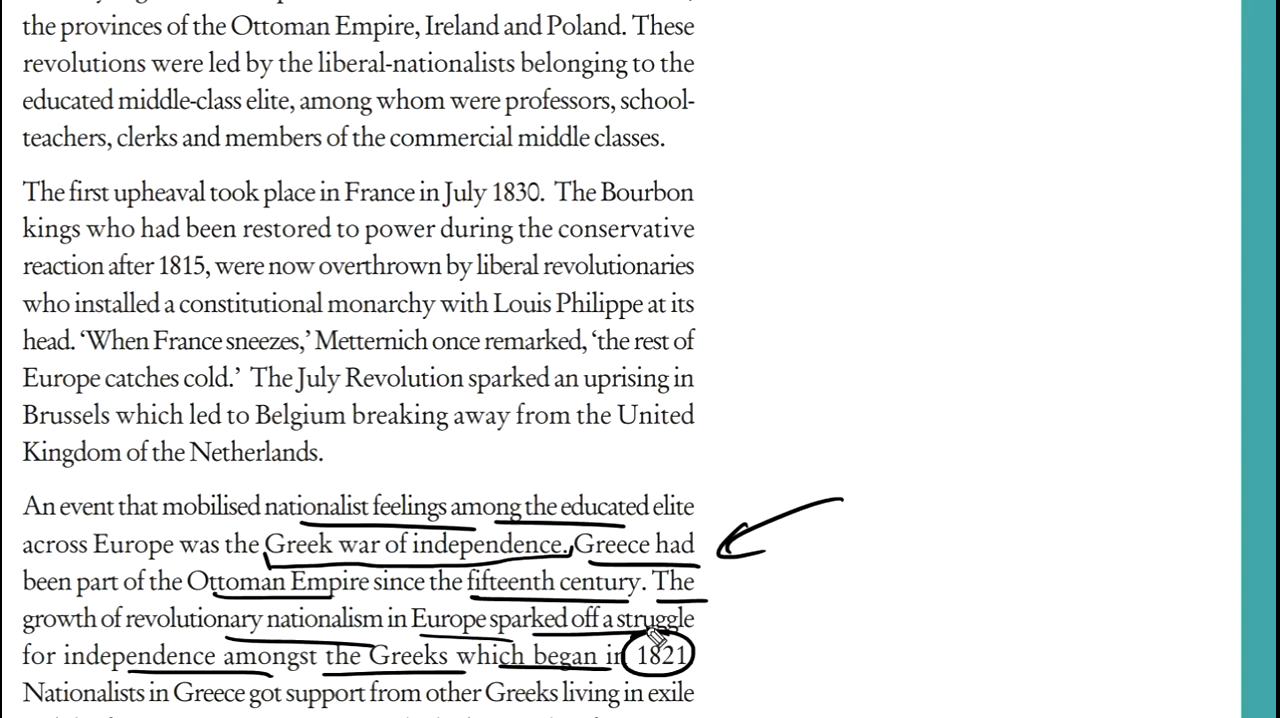 the provinces of the Ottoman Empire, Ireland and Poland. These
revolutions were led by the liberal-nationalists belonging to the
educated middle-class elite, among whom were professors, school-
teachers, clerks and members of the commercial middle classes.
The first upheaval took place in France in July 1830. The Bourbon
kings who had been restored to power during the conservative
reaction after 1815, were now overthrown by liberal revolutionaries
who installed a constitutional monarchy with Louis Philippe at its
head. ‘When France sneezes,’ Metternich once remarked, ‘the rest of
Europe catches cold.’ The July Revolution sparked an uprising in
Brussels which led to Belgium breaking away from the United
Kingdom of the Netherlands.
An event that mobilised nationalist feelings among the educated elite
across Europe was the Greek war of independence. Greece had
been part of the Ottoman Empire since the fifteenth century. The
growth of revolutionary nationalism in Europe sparked off a struggle
for independence amongst the Greeks which began in 1821
Nationalists in Greece got support from other Greeks living in exile